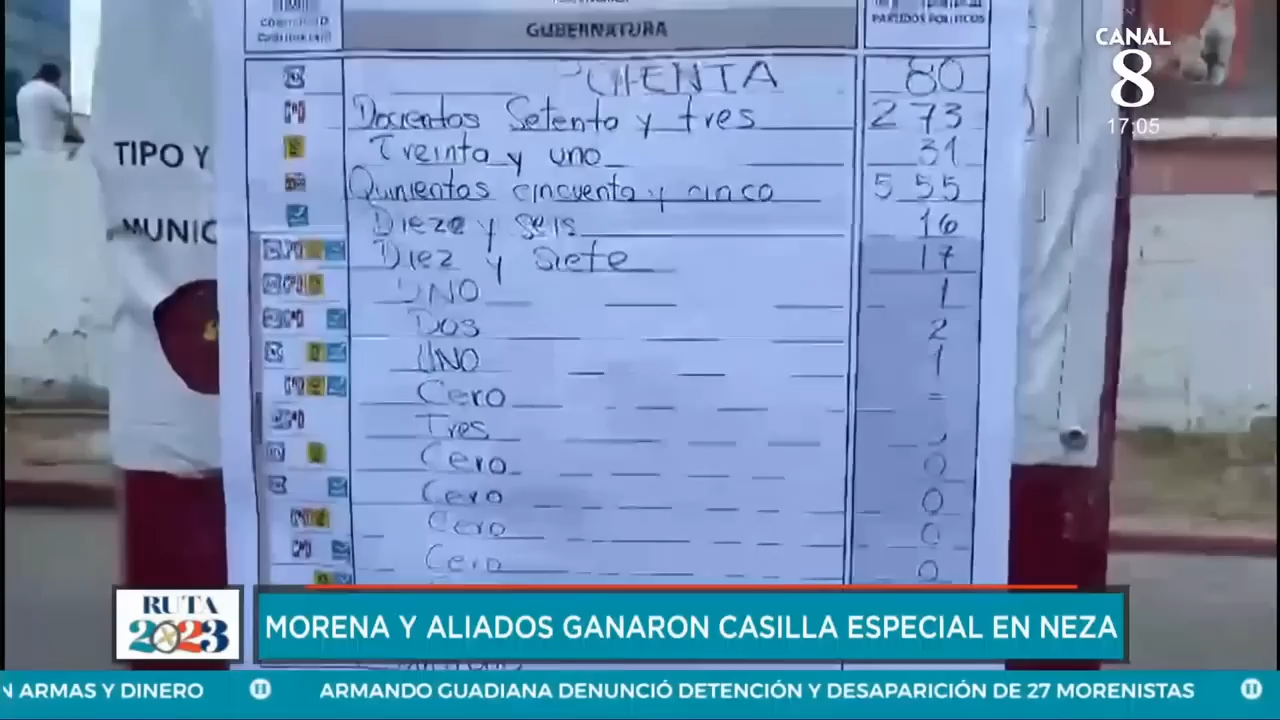 GUBERNATURA
PARTIDOS POLÍTICOS
CANAL
8
17:05
TIPO Y
MUNIC
CHENTA 80
Docientos Setenta y tres 273
Treinta y uno 31
Quinientos cincuenta y cinco 555
Dieze y seis 16
Diez y siete 17
UNO 1
Dos 2
UNO 1
Cero -
Tres
Cero 0
Cero 0
Cero 0
Cero 0
RUTA
2023
MORENA Y ALIADOS GANARON CASILLA ESPECIAL EN NEZA
N ARMAS Y DINERO
ARMANDO GUADIANA DENUNCIÓ DETENCIÓN Y DESAPARICIÓN DE 27 MORENISTAS